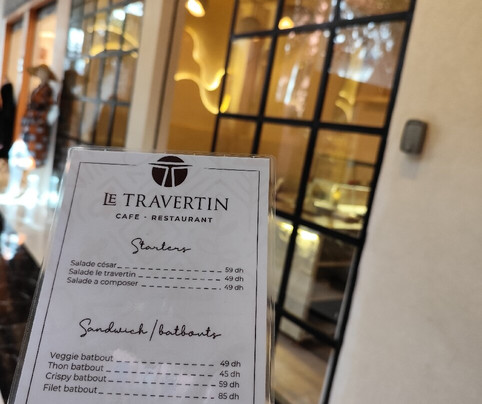 LE TRAVERTIN
CAFE - RESTAURANT
Starters
Salade césar 59 dh
Salade le travertin 49 dh
Salade a composer 49 dh
Sandwich / batbouts
Veggie batbout 49 dh
Thon batbout 45 dh
Crispy batbout 59 dh
Filet batbout 85 dh